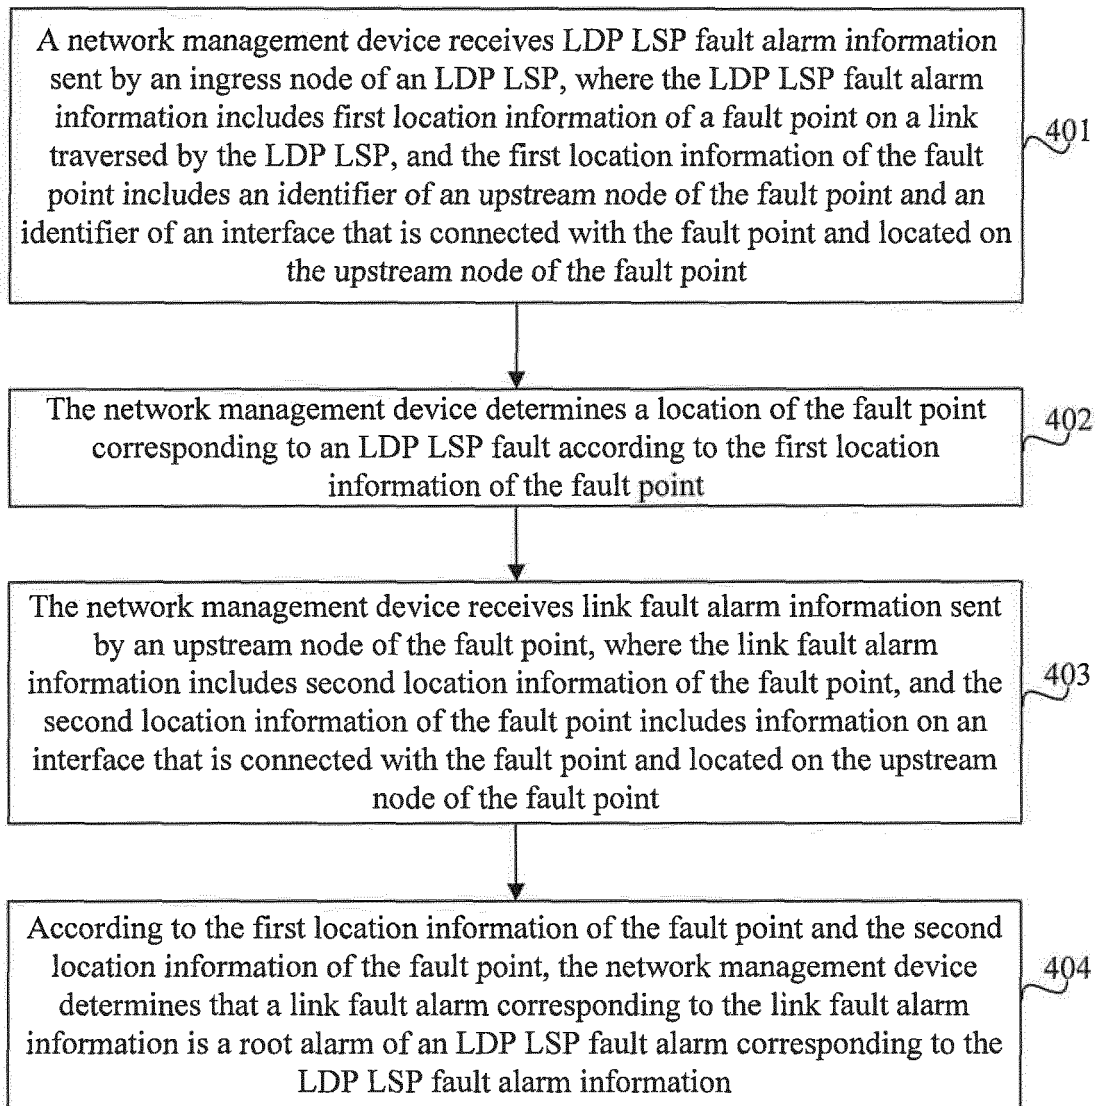 A network management device receives LDP LSP fault alarm information
sent by an ingress node of an LDP LSP, where the LDP LSP fault alarm
information includes first location information of a fault point on a link
traversed by the LDP LSP, and the first location information of the fault
point includes an identifier of an upstream node of the fault point and an
identifier of an interface that is connected with the fault point and located on
the upstream node of the fault point
401
The network management device determines a location of the fault point
corresponding to an LDP LSP fault according to the first location
information of the fault point
402
The network management device receives link fault alarm information sent
by an upstream node of the fault point, where the link fault alarm
information includes second location information of the fault point, and the
second location information of the fault point includes information on an
interface that is connected with the fault point and located on the upstream
node of the fault point
403
According to the first location information of the fault point and the second
location information of the fault point, the network management device
determines that a link fault alarm corresponding to the link fault alarm
information is a root alarm of an LDP LSP fault alarm corresponding to the
LDP LSP fault alarm information
404